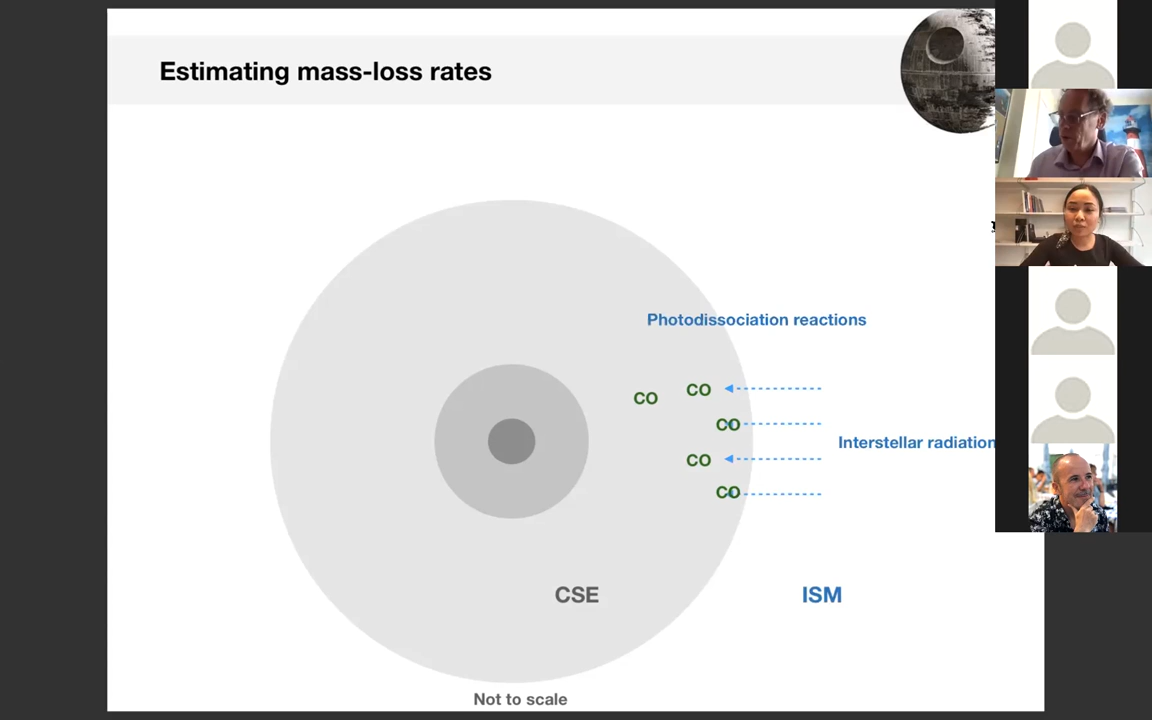 Estimating mass-loss rates
Photodissociation reactions
CO
CO
CO
Interstellar radiation
CO
CO
CSE
ISM
Not to scale